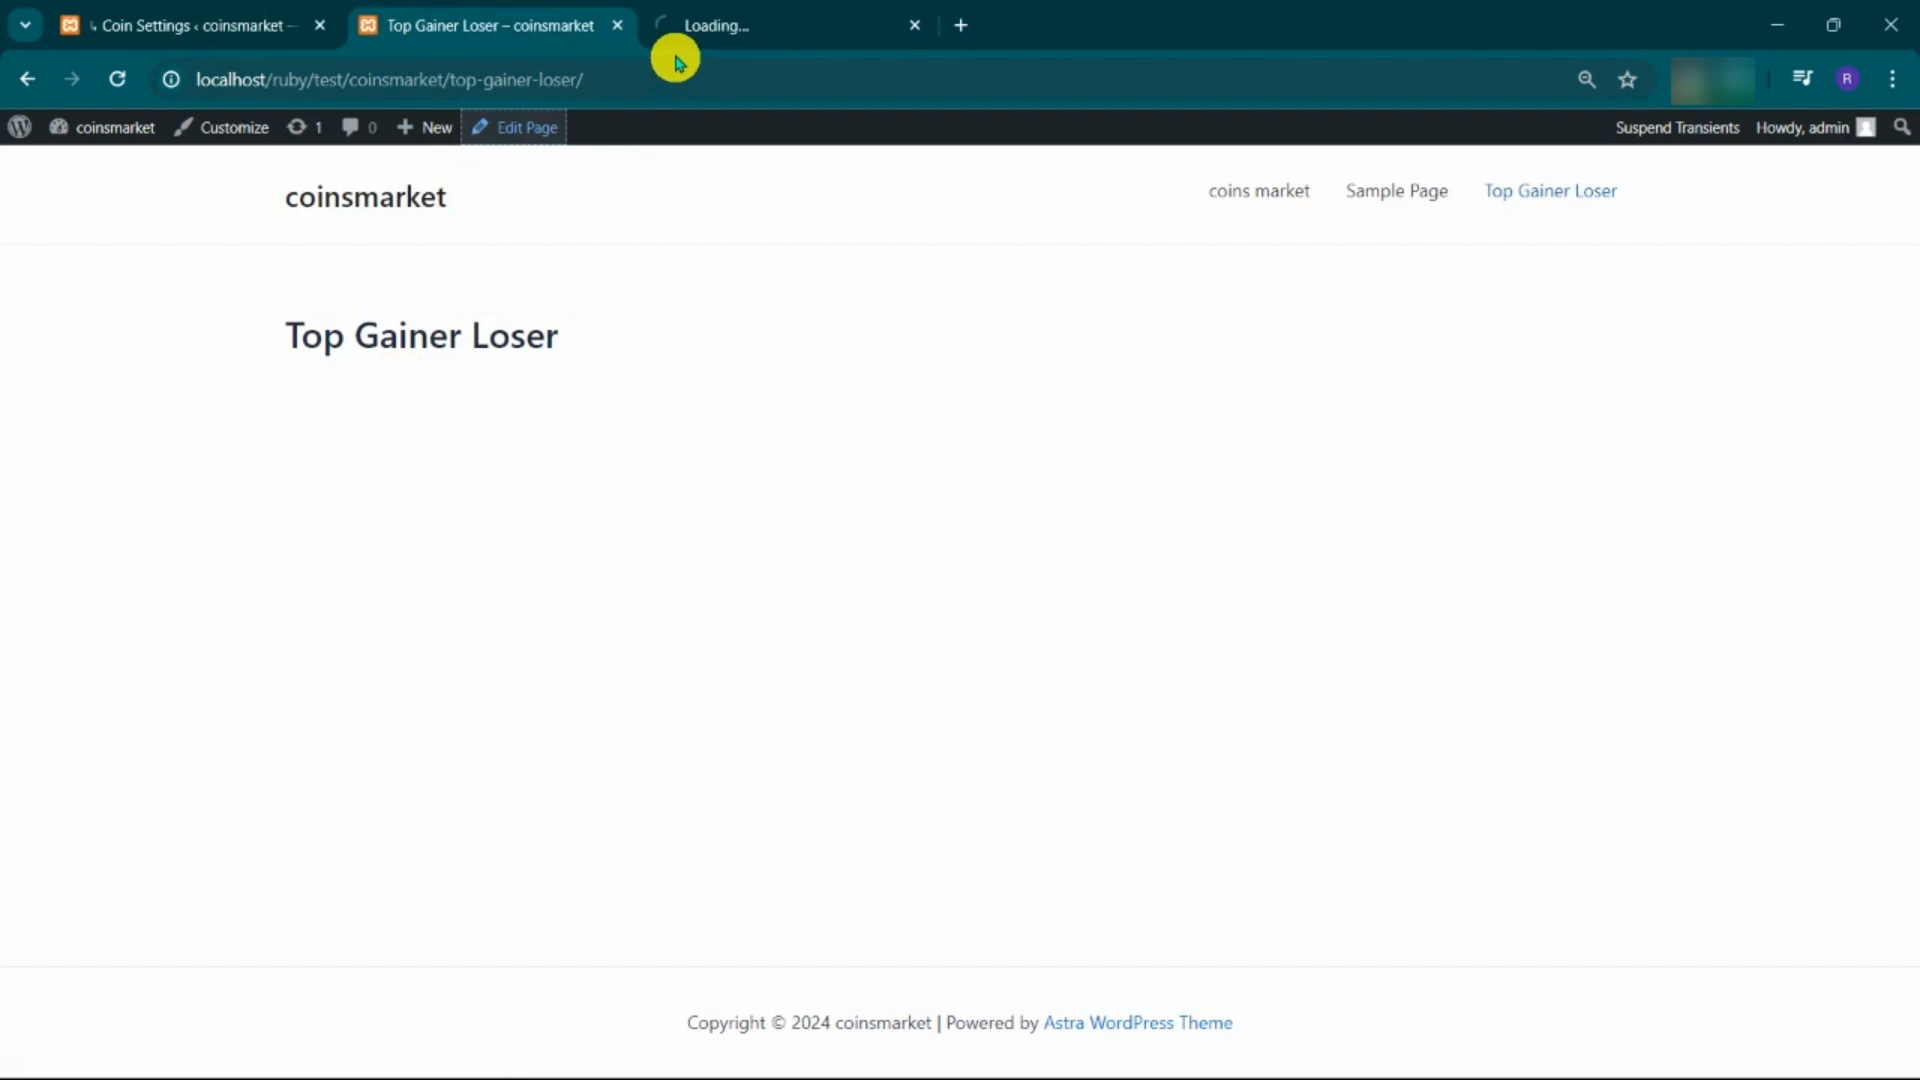 ↳ Coin Settings ‹ coinsmarket —
Top Gainer Loser – coinsmarket
Loading...
localhost/ruby/test/coinsmarket/top-gainer-loser/
R
coinsmarket
Customize
1
0
New
Edit Page
Suspend Transients
Howdy, admin
coinsmarket
coins market
Sample Page
Top Gainer Loser
Top Gainer Loser
Copyright © 2024 coinsmarket | Powered by Astra WordPress Theme